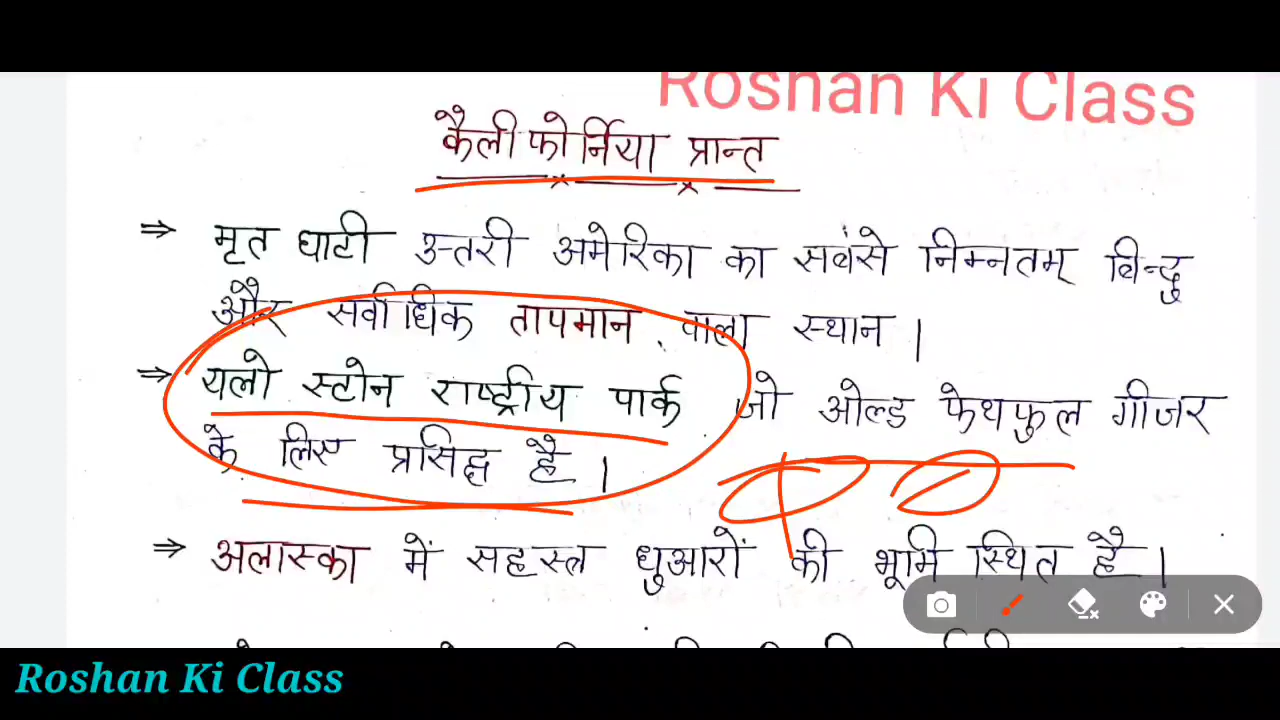 Roshan Ki Class
कैलीफोर्निया प्रान्त
⇒ मृत घाटी उत्तरी अमेरिका का सबसे निम्नतम् बिन्दु
और सर्वाधिक तापमान वाला स्थान।
⇒ यलो स्टोन राष्ट्रीय पार्क जो ओल्ड फेथफुल गीजर
के लिए प्रसिद्ध है।
⇒ अलास्का में सहस्त्र धुआरों की भूमि स्थित है।
Roshan Ki Class